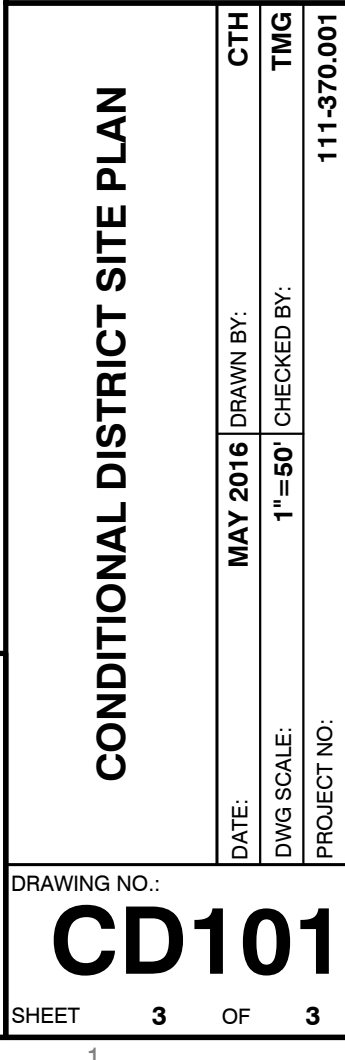 CONDITIONAL DISTRICT SITE PLAN
DATE: MAY 2016 DRAWN BY: CTH
DWG SCALE: 1"=50' CHECKED BY: TMG
PROJECT NO: 111-370.001
DRAWING NO.:
CD101
SHEET 3 OF 3
1